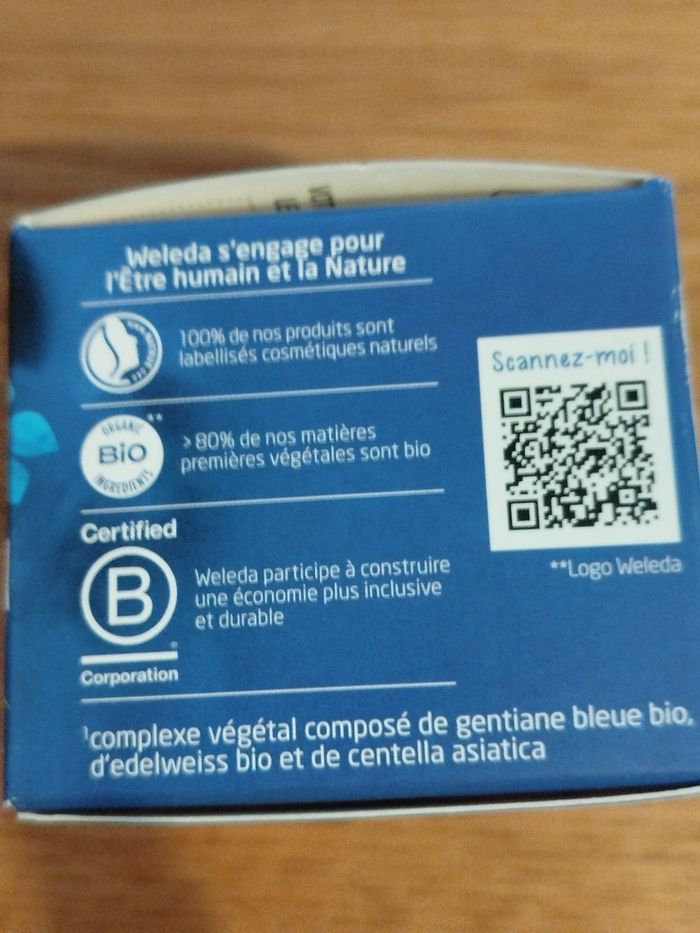 Weleda s'engage pour
l'Être humain et la Nature
100% de nos produits sont
labellisés cosmétiques naturels
ORGANIC
BIO
INGREDIENTS
**
> 80% de nos matières
premières végétales sont bio
Certified
B
®
Corporation
Weleda participe à construire
une économie plus inclusive
et durable
Scannez-moi !
**Logo Weleda
¹complexe végétal composé de gentiane bleue bio,
d'edelweiss bio et de centella asiatica